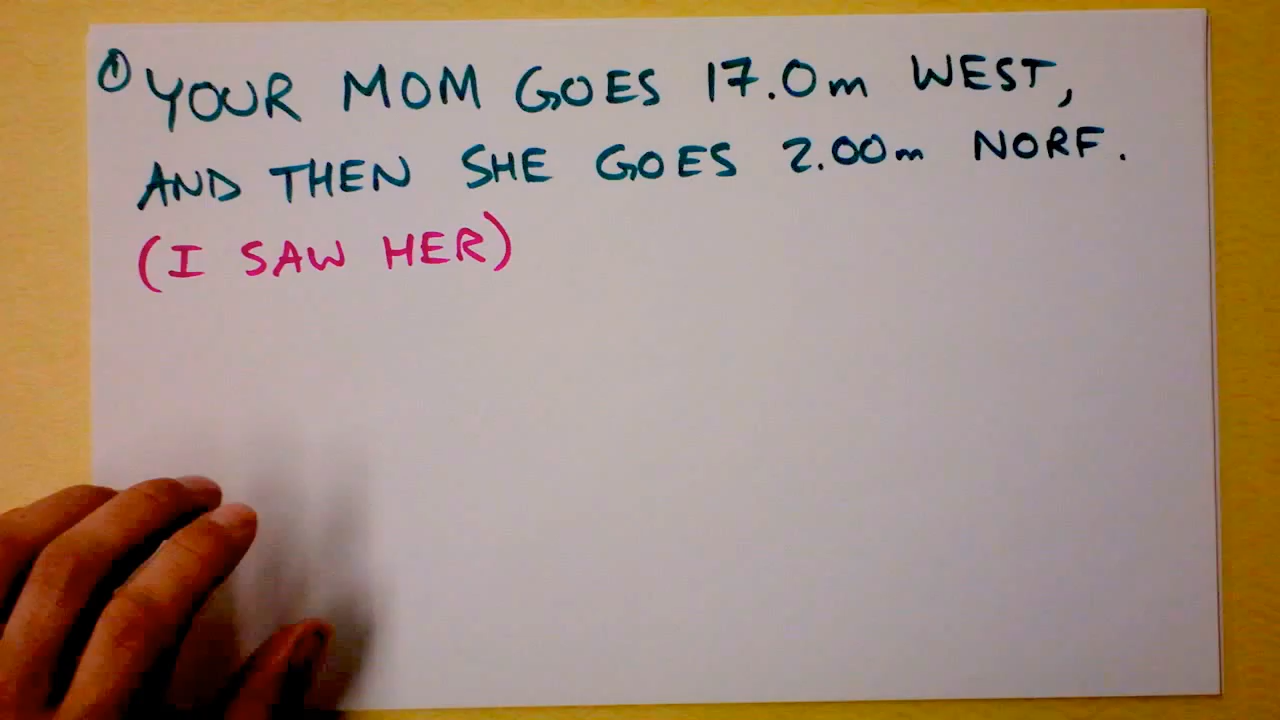 ① YOUR MOM GOES 17.0m WEST,
AND THEN SHE GOES 2.00m NORF.
(I SAW HER)